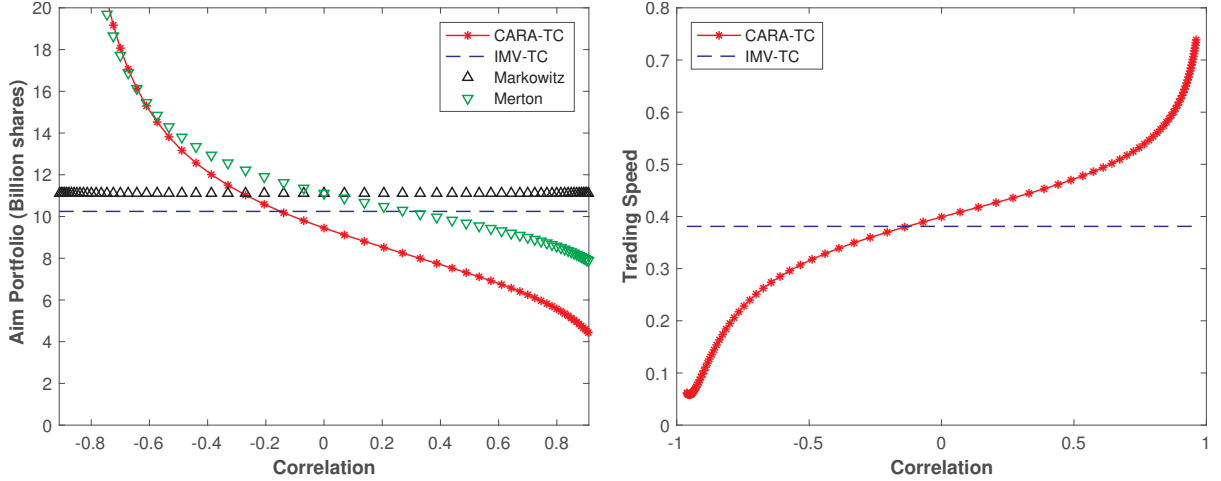 20
18
16
14
12
10
8
6
4
2
0
Aim Portfolio (Billion shares)
-0.8 -0.6 -0.4 -0.2 0 0.2 0.4 0.6 0.8
Correlation
CARA-TC
IMV-TC
Markowitz
Merton
0.8
0.7
0.6
0.5
0.4
0.3
0.2
0.1
0
Trading Speed
-1 -0.5 0 0.5 1
Correlation
CARA-TC
IMV-TC